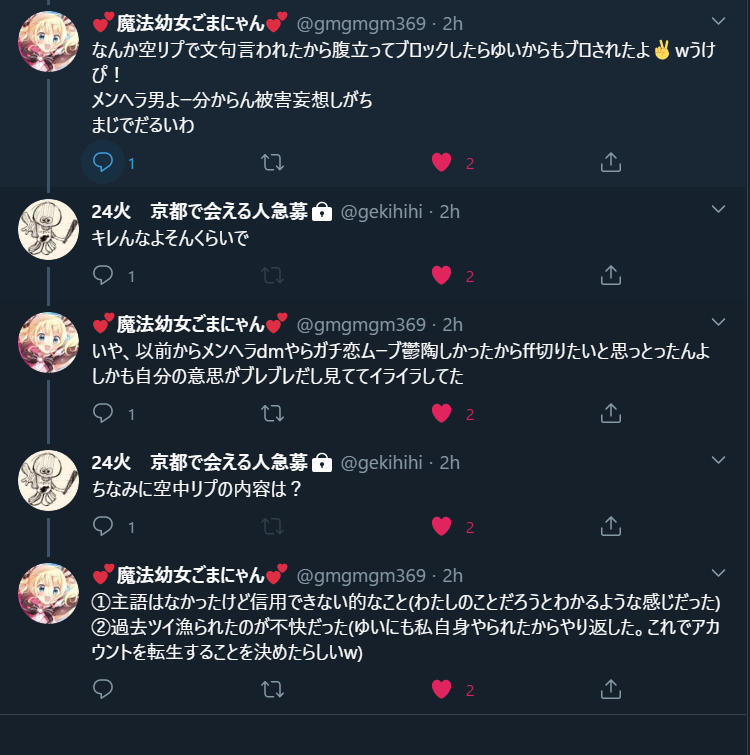 💕魔法幼女ごまにゃん💕 @gmgmgm369 · 2h
なんか空リプで文句言われたから腹立ってブロックしたらゆいからもブロされたよ✌️wうけ
ぴ！
メンヘラ男よー分からん被害妄想しがち
まじでだるいわ
1 2
24火　京都で会える人急募🔒 @gekihihi · 2h
キレんなよそんくらいで
1 2
💕魔法幼女ごまにゃん💕 @gmgmgm369 · 2h
いや、以前からメンヘラdmやらガチ恋ムーブ鬱陶しかったからff切りたいと思っとったんよ
しかも自分の意思がブレブレだし見ててイライラしてた
1 2
24火　京都で会える人急募🔒 @gekihihi · 2h
ちなみに空中リプの内容は？
1 2
💕魔法幼女ごまにゃん💕 @gmgmgm369 · 2h
①主語はなかったけど信用できない的なこと(わたしのことだろうとわかるような感じだった)
②過去ツイ漁られたのが不快だった(ゆいにも私自身やられたからやり返した。これでアカ
ウントを転生することを決めたらしいw)
2